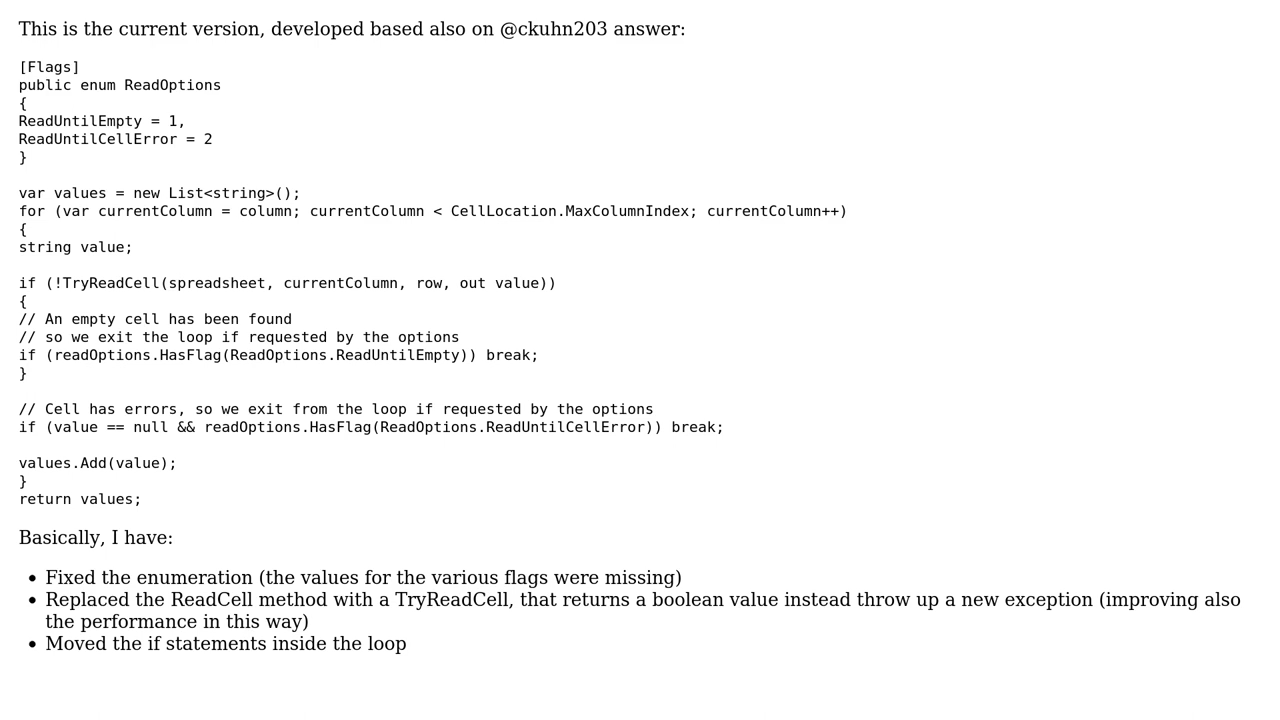 This is the current version, developed based also on @ckuhn203 answer:
[Flags]
public enum ReadOptions
{
ReadUntilEmpty = 1,
ReadUntilCellError = 2
}
var values = new List<string>();
for (var currentColumn = column; currentColumn < CellLocation.MaxColumnIndex; currentColumn++)
{
string value;
if (!TryReadCell(spreadsheet, currentColumn, row, out value))
{
// An empty cell has been found
// so we exit the loop if requested by the options
if (readOptions.HasFlag(ReadOptions.ReadUntilEmpty)) break;
}
// Cell has errors, so we exit from the loop if requested by the options
if (value == null && readOptions.HasFlag(ReadOptions.ReadUntilCellError)) break;
values.Add(value);
}
return values;
Basically, I have:
• Fixed the enumeration (the values for the various flags were missing)
• Replaced the ReadCell method with a TryReadCell, that returns a boolean value instead throw up a new exception (improving also
the performance in this way)
• Moved the if statements inside the loop